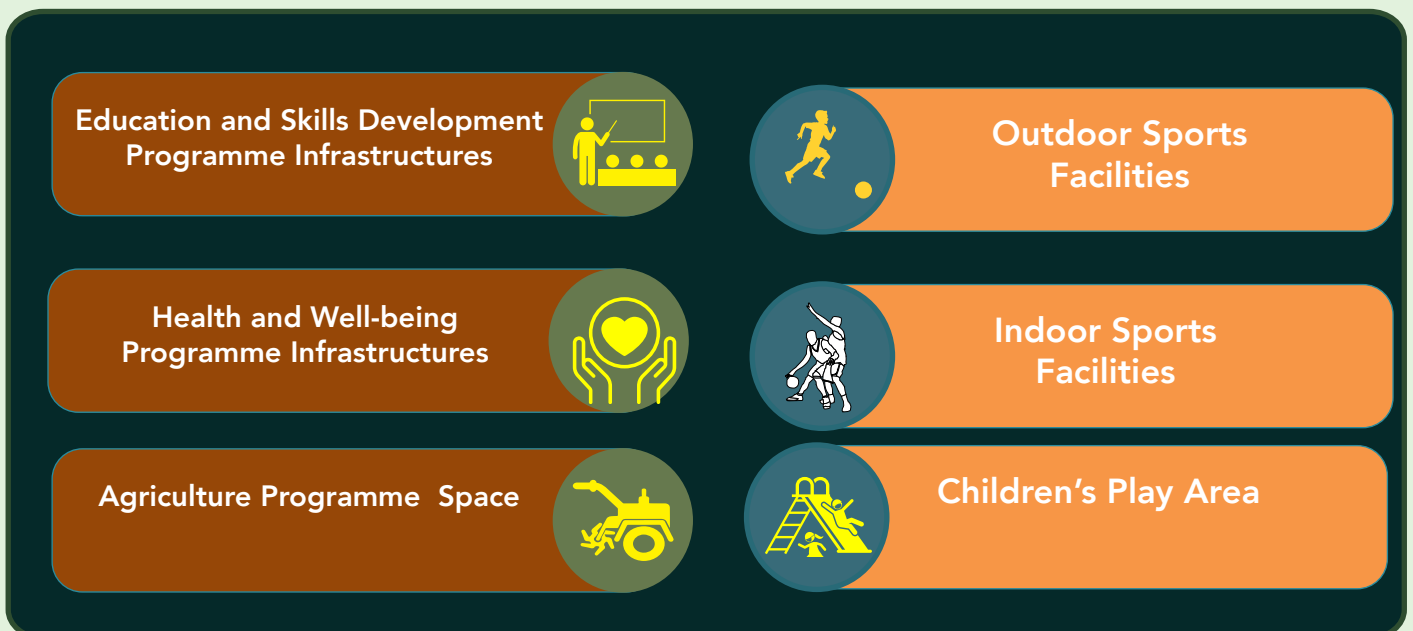 Education and Skills Development
Programme Infrastructures
Health and Well-being
Programme Infrastructures
Agriculture Programme  Space
Outdoor Sports
Facilities
Indoor Sports
Facilities
Children’s Play Area